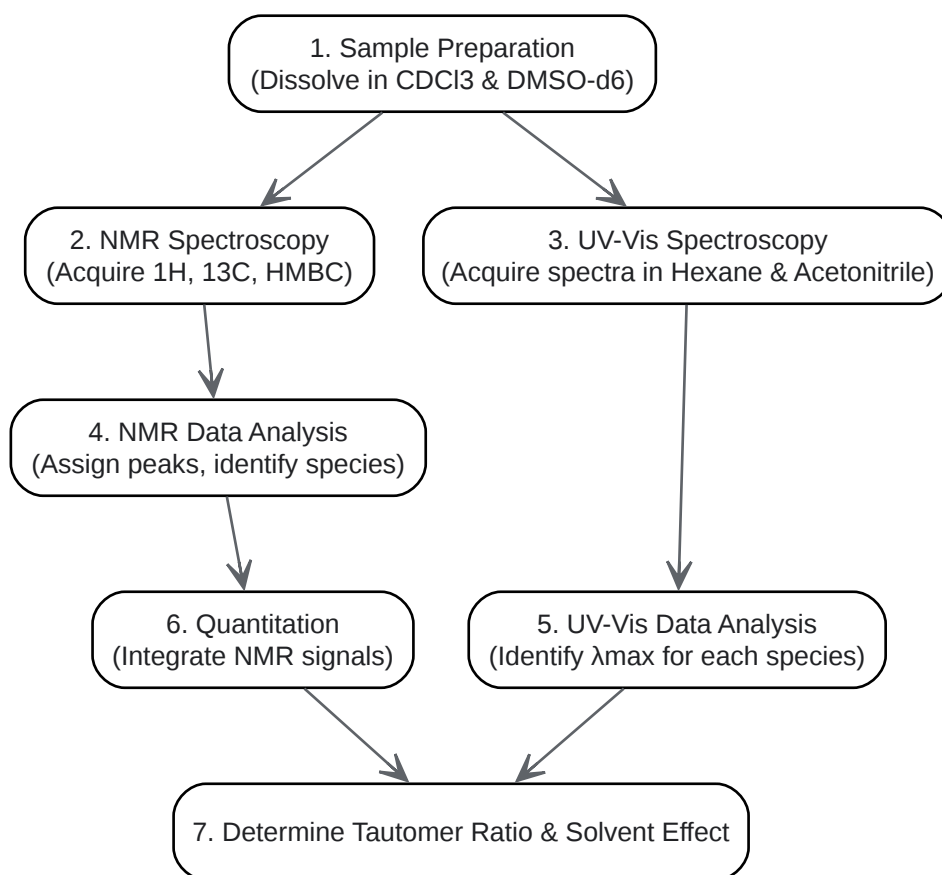 1. Sample Preparation
(Dissolve in CDCl3 & DMSO-d6)
2. NMR Spectroscopy
(Acquire 1H, 13C, HMBC)
3. UV-Vis Spectroscopy
(Acquire spectra in Hexane & Acetonitrile)
4. NMR Data Analysis
(Assign peaks, identify species)
6. Quantitation
(Integrate NMR signals)
5. UV-Vis Data Analysis
(Identify λmax for each species)
7. Determine Tautomer Ratio & Solvent Effect